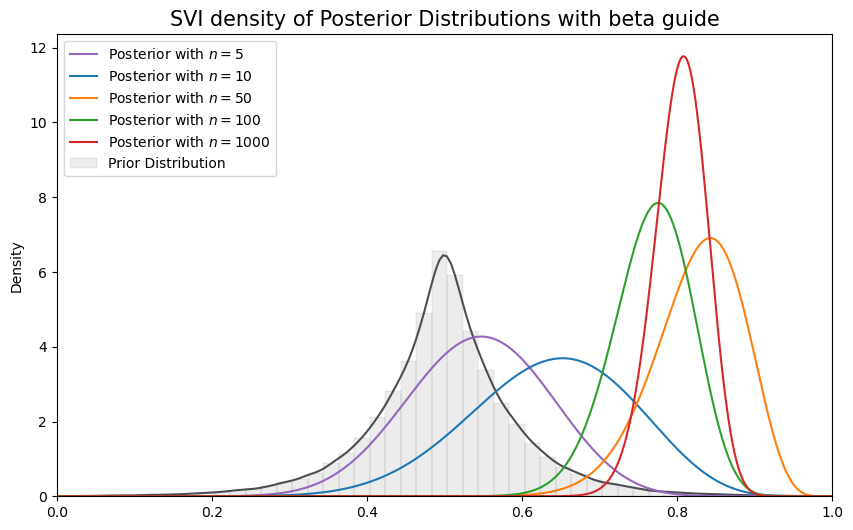 SVI density of Posterior Distributions with beta guide
Posterior with n = 5
Posterior with n = 10
Posterior with n = 50
Posterior with n = 100
Posterior with n = 1000
Prior Distribution
Density
12
10
8
6
4
2
0
0.0 0.2 0.4 0.6 0.8 1.0